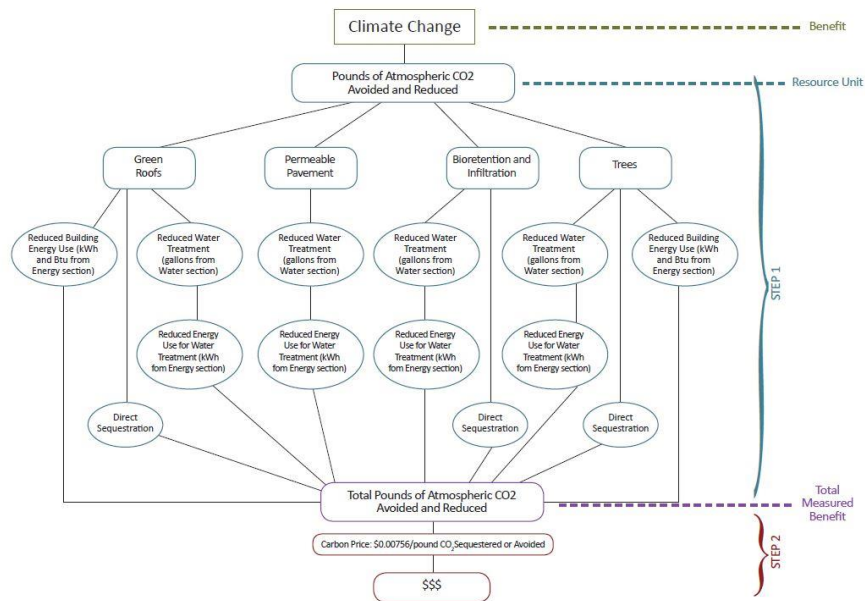 Climate Change
Benefit
Pounds of Atmospheric CO2
Avoided and Reduced
Resource Unit
Green
Roofs
Permeable
Pavement
Bioretention and
Infiltration
Trees
Reduced Building
Energy Use (kWh
and Btu from
Energy section)
Reduced Water
Treatment
(gallons from
Water section)
Reduced Water
Treatment
(gallons from
Water section)
Reduced Water
Treatment
(gallons from
Water section)
Reduced Water
Treatment
(gallons from
Water section)
Reduced Building
Energy Use (kWh
and Btu from
Energy section)
STEP 1
Reduced Energy
Use for Water
Treatment (kWh
fom Energy section)
Reduced Energy
Use for Water
Treatment (kWh
fom Energy section)
Reduced Energy
Use for Water
Treatment (kWh
fom Energy section)
Reduced Energy
Use for Water
Treatment (kWh
fom Energy section)
Direct
Sequestration
Direct
Sequestration
Direct
Sequestration
Total Pounds of Atmospheric CO2
Avoided and Reduced
Total
Measured
Benefit
Carbon Price: $0.00756/pound CO₂Sequestered or Avoided
STEP 2
$$$